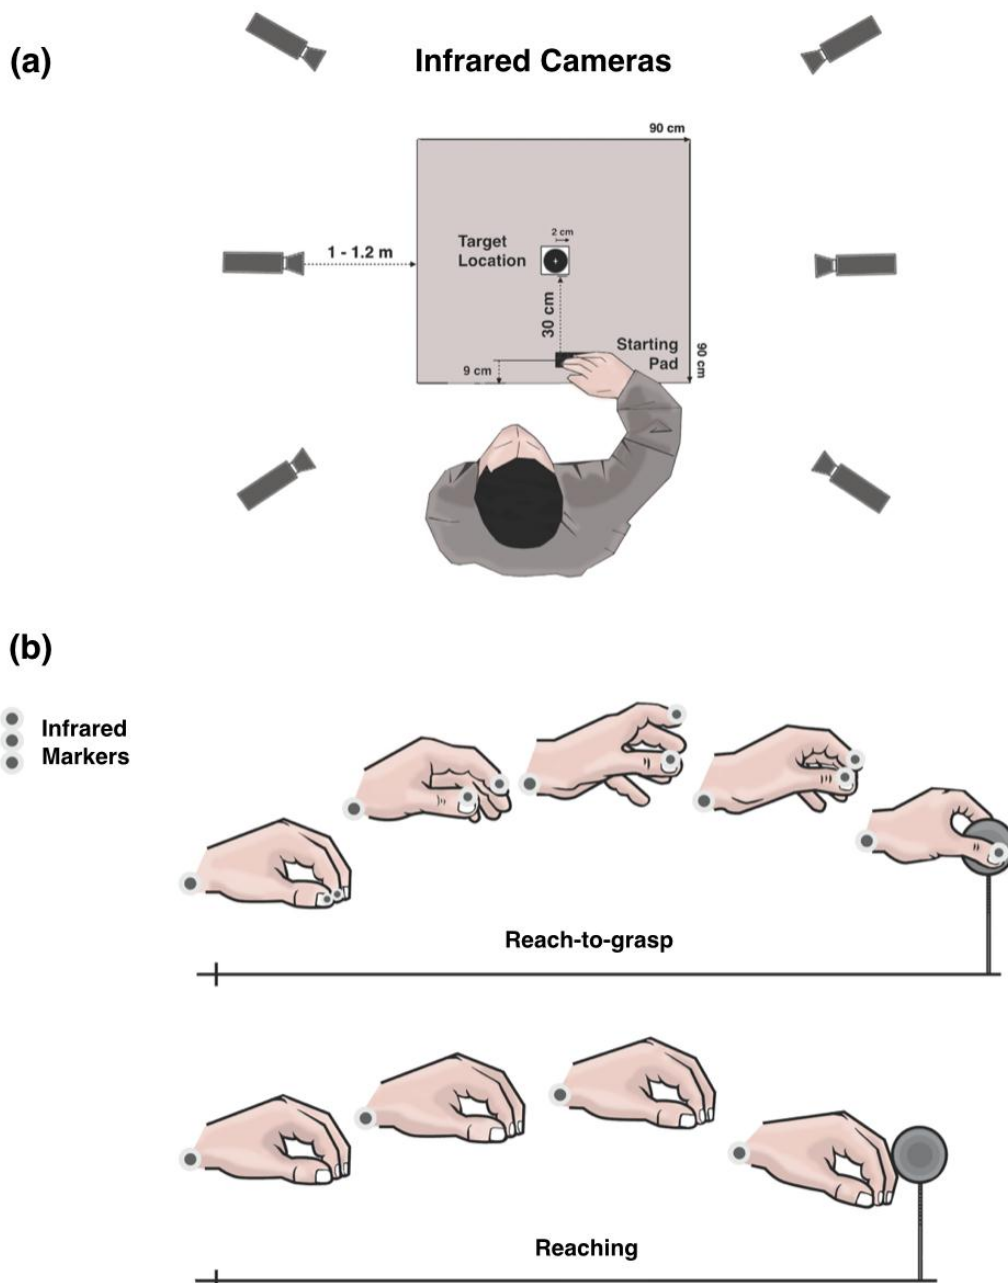 (a)
Infrared Cameras
90 cm
2 cm
Target
Location
1 - 1.2 m
30 cm
Starting
Pad
90 cm
9 cm
(b)
Infrared
Markers
Reach-to-grasp
Reaching